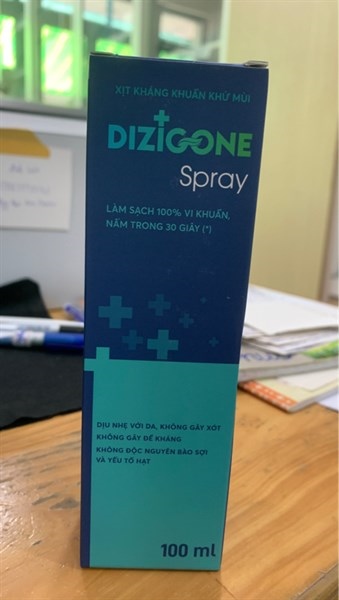 XỊT KHÁNG KHUẨN KHỬ MÙI
DIZIGONE
Spray
LÀM SẠCH 100% VI KHUẨN,
NẤM TRONG 30 GIÂY (*)
DỊU NHẸ VỚI DA, KHÔNG GÂY XÓT
KHÔNG GÂY ĐỀ KHÁNG
KHÔNG ĐỘC NGUYÊN BÀO SỢI
VÀ YẾU TỐ HẠT
100 ml